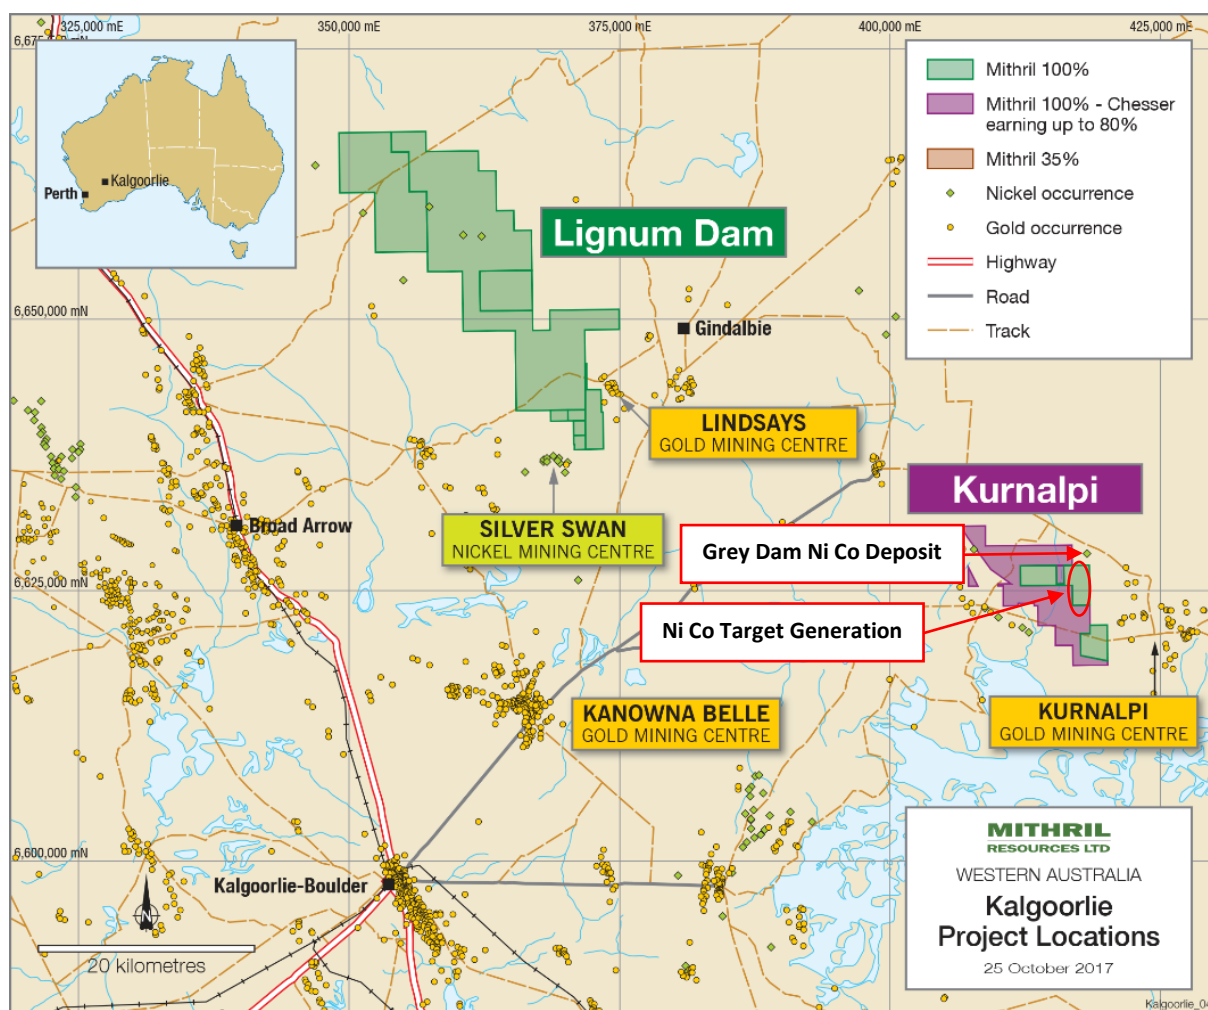 325,000 mE
350,000 mE
375,000 mE
400,000 mE
425,000 mE
Perth
Kalgoorlie
Mithril 100%
Mithril 100% - Chesser
earning up to 80%
Mithril 35%
Nickel occurrence
Gold occurrence
Highway
Road
Track
Lignum Dam
6,650,000 mN
Gindalbie
LINDSAYS
GOLD MINING CENTRE
Kurnalpi
Broad Arrow
SILVER SWAN
NICKEL MINING CENTRE
Grey Dam Ni Co Deposit
6,625,000 mN
Ni Co Target Generation
KANOWNA BELLE
GOLD MINING CENTRE
KURNALPI
GOLD MINING CENTRE
6,600,000 mN
Kalgoorlie-Boulder
N
20 kilometres
MITHRIL
RESOURCES LTD
WESTERN AUSTRALIA
Kalgoorlie
Project Locations
25 October 2017